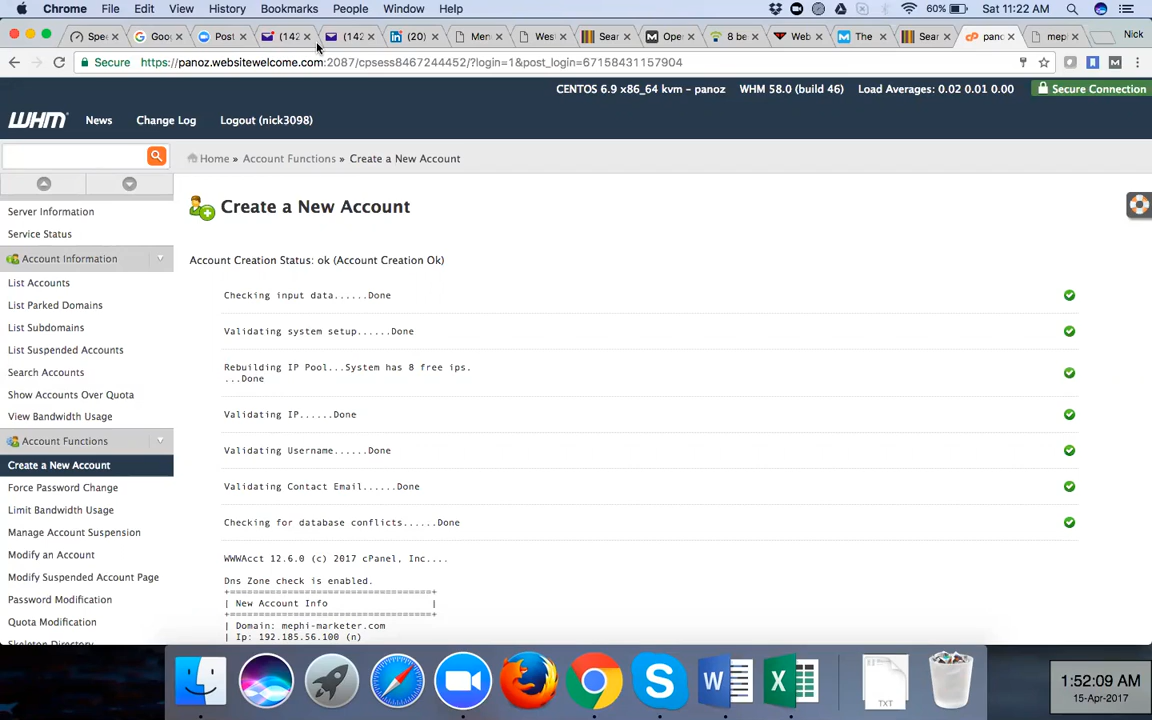 Chrome File Edit View History Bookmarks People Window Help 60% Sat 11:22 AM
Spe Goo Post (142 (142 (20) Men West Sear Ope 8 be Web The Sear pano mep Nick
Secure https://panoz.websitewelcome.com:2087/cpsess8467244452/?login=1&post_login=67158431157904
CENTOS 6.9 x86_64 kvm - panoz WHM 58.0 (build 46) Load Averages: 0.02 0.01 0.00 Secure Connection
WHM News Change Log Logout (nick3098)
Home » Account Functions » Create a New Account
Server Information
Service Status
Account Information
List Accounts
List Parked Domains
List Subdomains
List Suspended Accounts
Search Accounts
Show Accounts Over Quota
View Bandwidth Usage
Account Functions
Create a New Account
Force Password Change
Limit Bandwidth Usage
Manage Account Suspension
Modify an Account
Modify Suspended Account Page
Password Modification
Quota Modification
Skeleton Directory
Create a New Account
Account Creation Status: ok (Account Creation Ok)
Checking input data......Done
Validating system setup......Done
Rebuilding IP Pool...System has 8 free ips.
...Done
Validating IP......Done
Validating Username......Done
Validating Contact Email......Done
Checking for database conflicts......Done
WWWAcct 12.6.0 (c) 2017 cPanel, Inc....
Dns Zone check is enabled.
+===================================+
| New Account Info |
+===================================+
| Domain: mephi-marketer.com
| Ip: 192.185.56.100 (n)
W X TXT
1:52:09 AM
15-Apr-2017